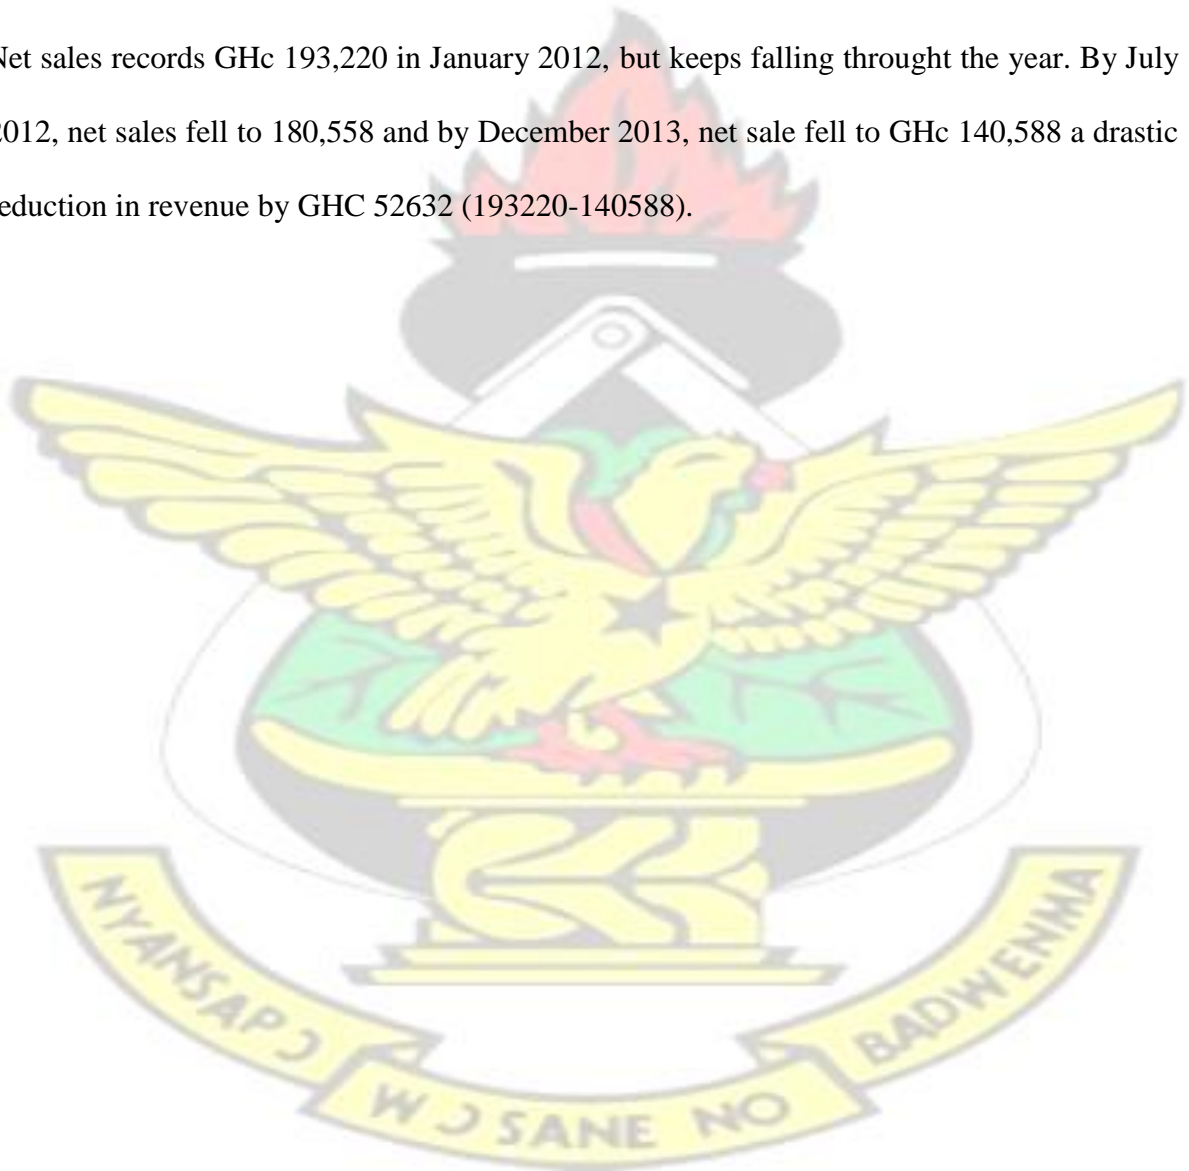 Net sales records GHc 193,220 in January 2012, but keeps falling throught the year. By July
2012, net sales fell to 180,558 and by December 2013, net sale fell to GHc 140,588 a drastic
reduction in revenue by GHC 52632 (193220-140588).
NYANSAPƆ
WƆSANE NO
BADWENMA